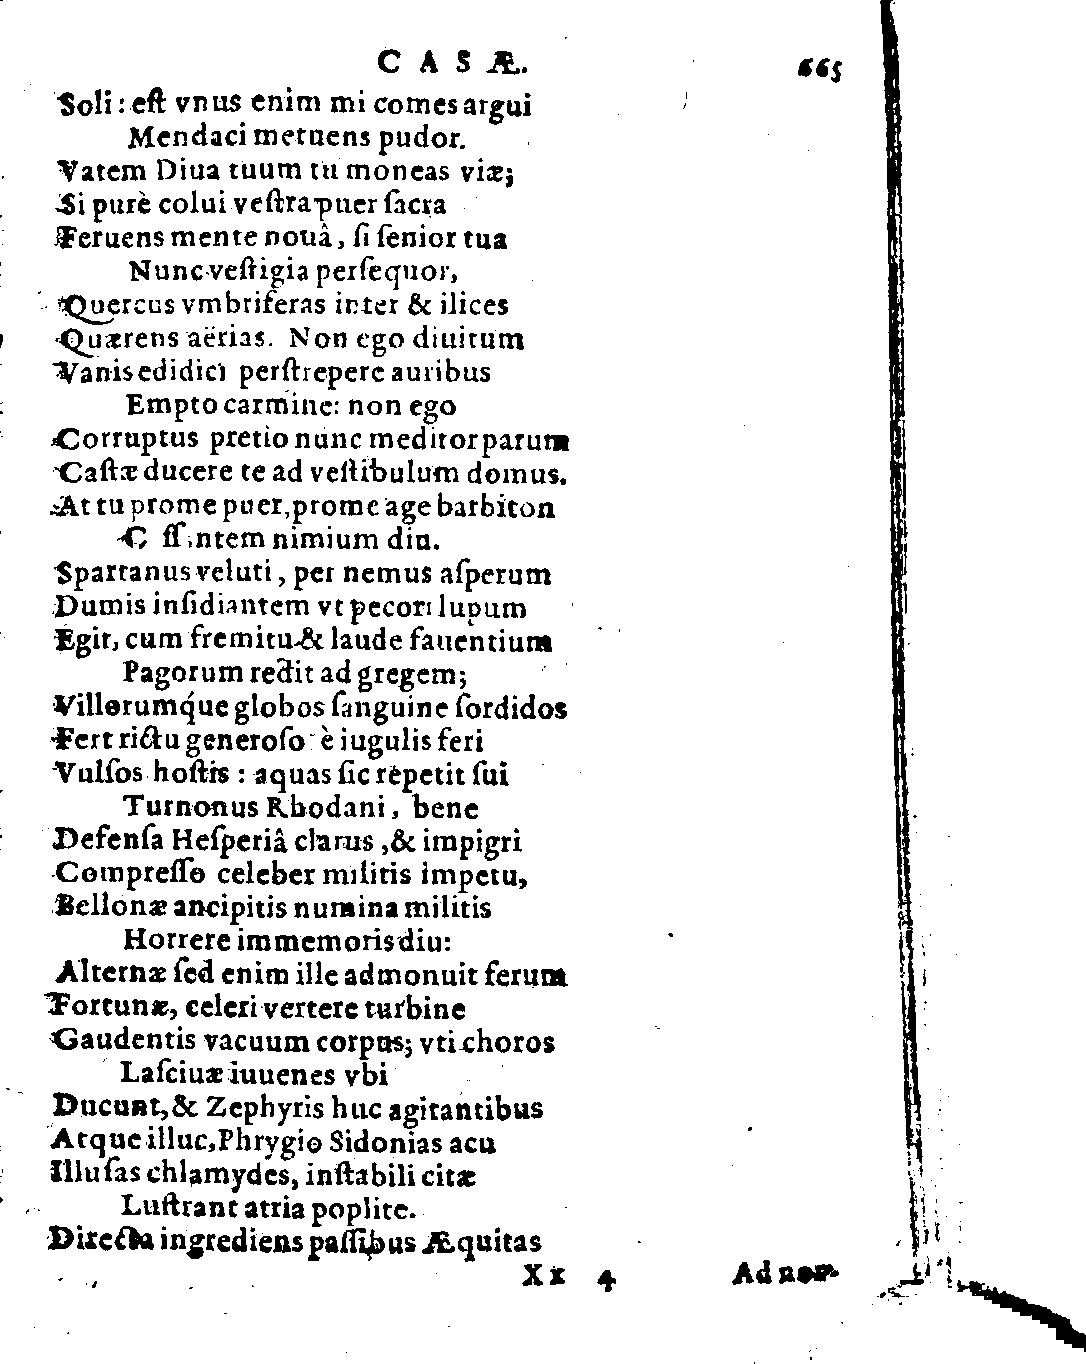 CASÆ. 665
Soli: est vnus enim mi comes argui
Mendaci metuens pudor.
Vatem Diua tuum tu moneas viæ;
Si purè colui vestra puer sacra
Feruens mente nouâ, si senior tua
Nunc vestigia persequor,
Quercus vmbriferas inter & ilices
Quærens aërias. Non ego diuitum
Vanis edidici perstrepere auribus
Empto carmine: non ego
Corruptus pretio nunc meditor parum
Castæ ducere te ad vestibulum domus.
At tu prome puer, prome age barbiton
C ss ntem nimium diu.
Spartanus veluti, per nemus asperum
Dumis insidiantem vt pecori lupum
Egit, cum fremitu & laude fauentium
Pagorum redit ad gregem;
Villorumq́ue globos sanguine sordidos
Fert rictu generoso è iugulis feri
Vulsos hostis: aquas sic repetit sui
Turnonus Rhodani, bene
Defensa Hesperiâ clarus, & impigri
Compresso celeber militis impetu,
Bellonæ ancipitis numina militis
Horrere immemoris diu:
Alternæ sed enim ille admonuit ferum
Fortunæ, celeri vertere turbine
Gaudentis vacuum corpus; vti choros
Lasciuæ iuuenes vbi
Ducunt, & Zephyris huc agitantibus
Atque illuc, Phrygio Sidonias acu
Illusas chlamydes, instabili citæ
Lustrant atria poplite.
Directa ingrediens passibus Æquitas
Xx 4 Ad nor-